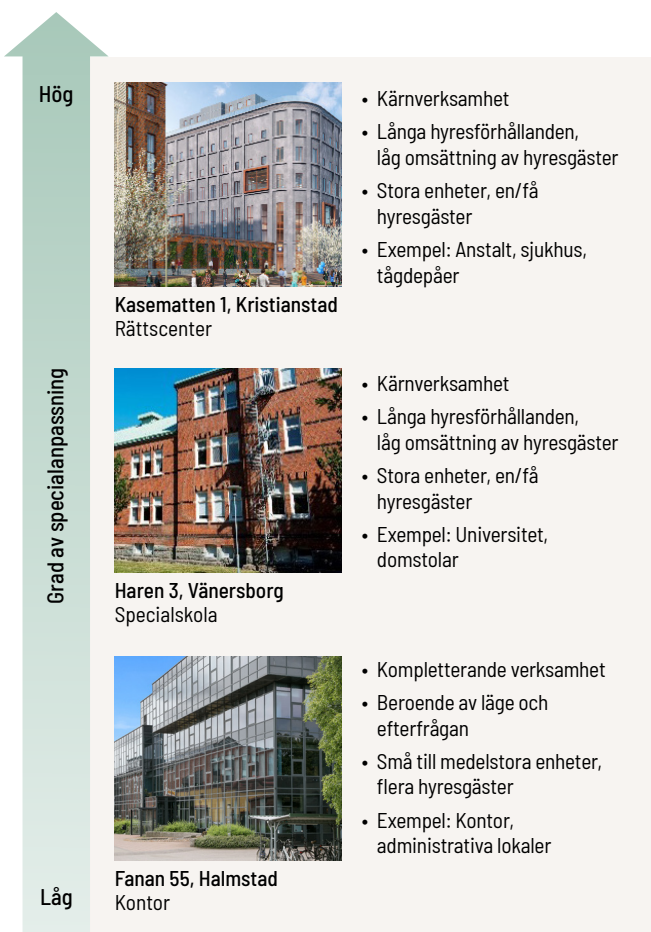 Hög
Grad av specialanpassning
Låg
• Kärnverksamhet
• Långa hyresförhållanden,
låg omsättning av hyresgäster
• Stora enheter, en/få
hyresgäster
• Exempel: Anstalt, sjukhus,
tågdepåer
Kasematten 1, Kristianstad
Rättscenter
• Kärnverksamhet
• Långa hyresförhållanden,
låg omsättning av hyresgäster
• Stora enheter, en/få
hyresgäster
• Exempel: Universitet,
domstolar
Haren 3, Vänersborg
Specialskola
• Kompletterande verksamhet
• Beroende av läge och
efterfrågan
• Små till medelstora enheter,
flera hyresgäster
• Exempel: Kontor,
administrativa lokaler
Fanan 55, Halmstad
Kontor